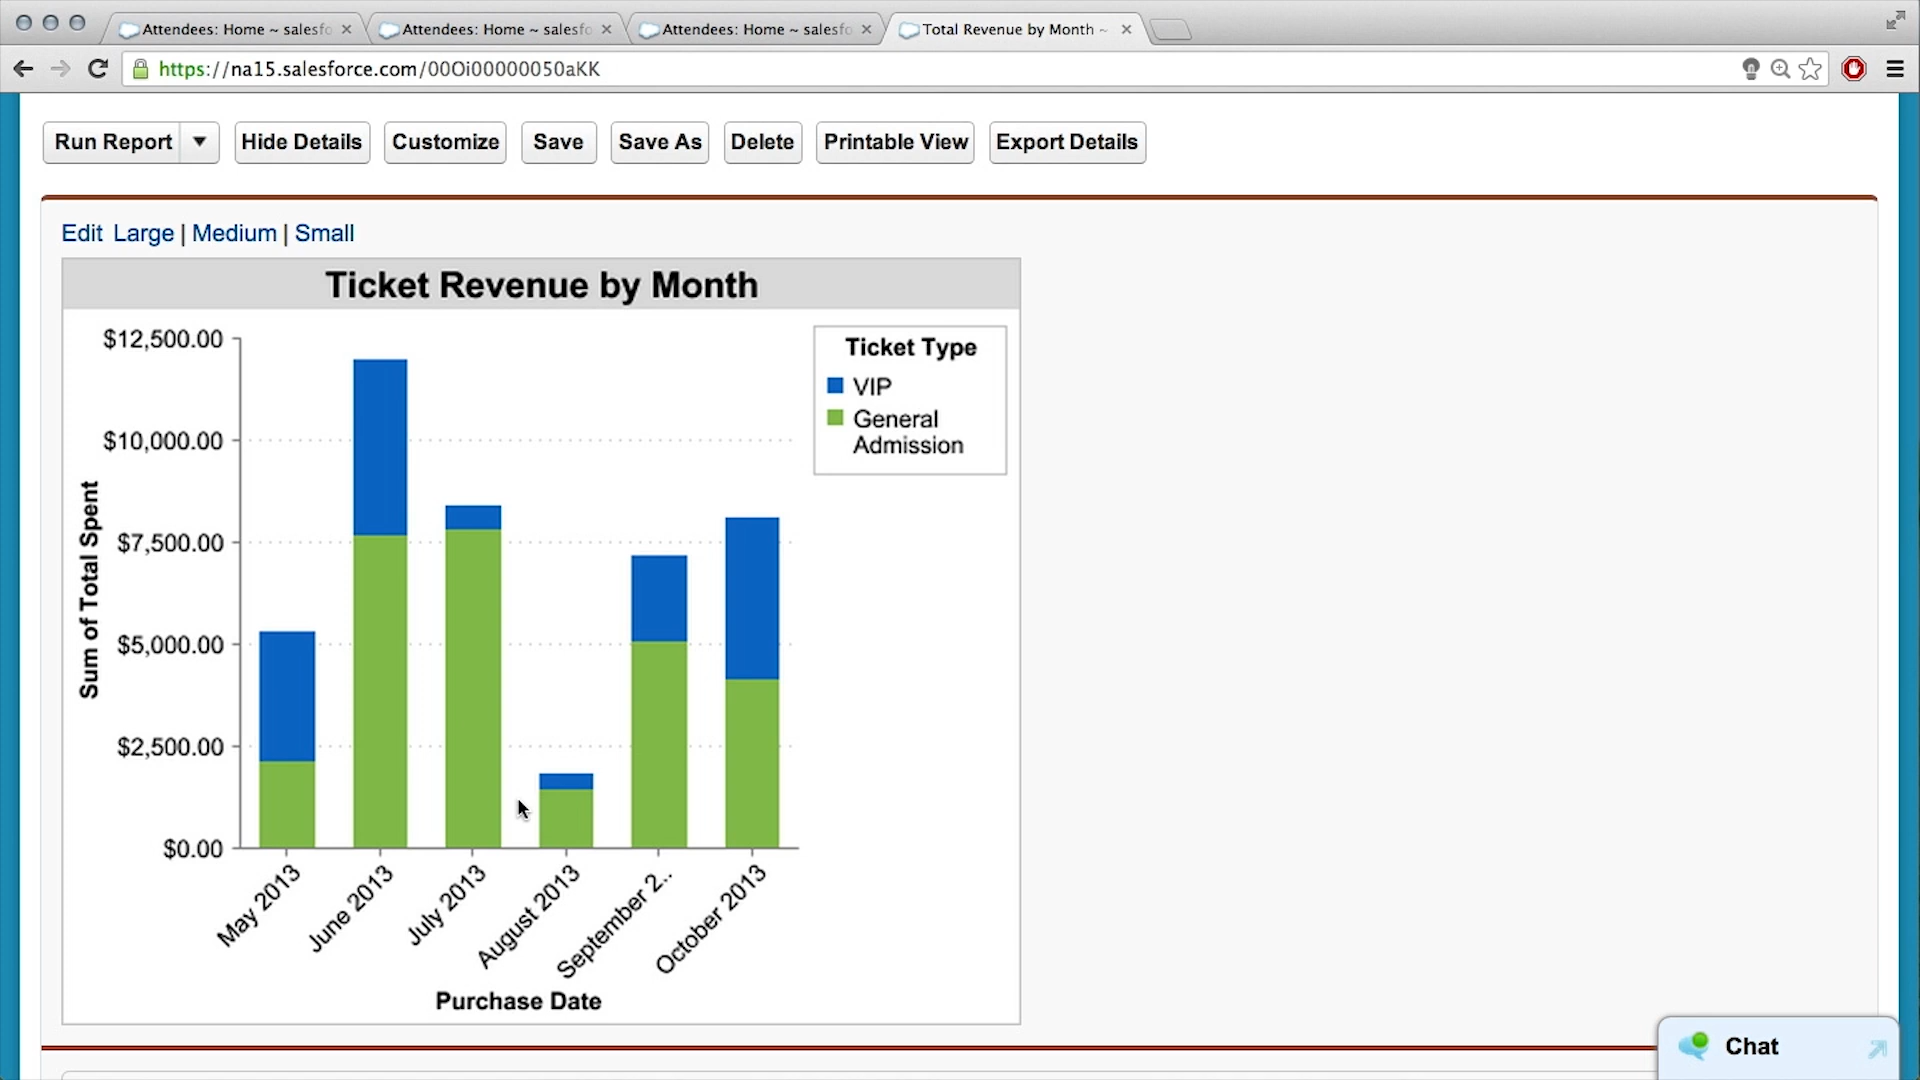 Attendees: Home ~ salesfo
Attendees: Home ~ salesfo
Attendees: Home ~ salesfo
Total Revenue by Month ~
https://na15.salesforce.com/00Oi00000050aKK
Run Report
Hide Details
Customize
Save
Save As
Delete
Printable View
Export Details
Edit Large | Medium | Small
Ticket Revenue by Month
Ticket Type
VIP
General
Admission
Sum of Total Spent
$12,500.00
$10,000.00
$7,500.00
$5,000.00
$2,500.00
$0.00
May 2013
June 2013
July 2013
August 2013
September 2..
October 2013
Purchase Date
Chat